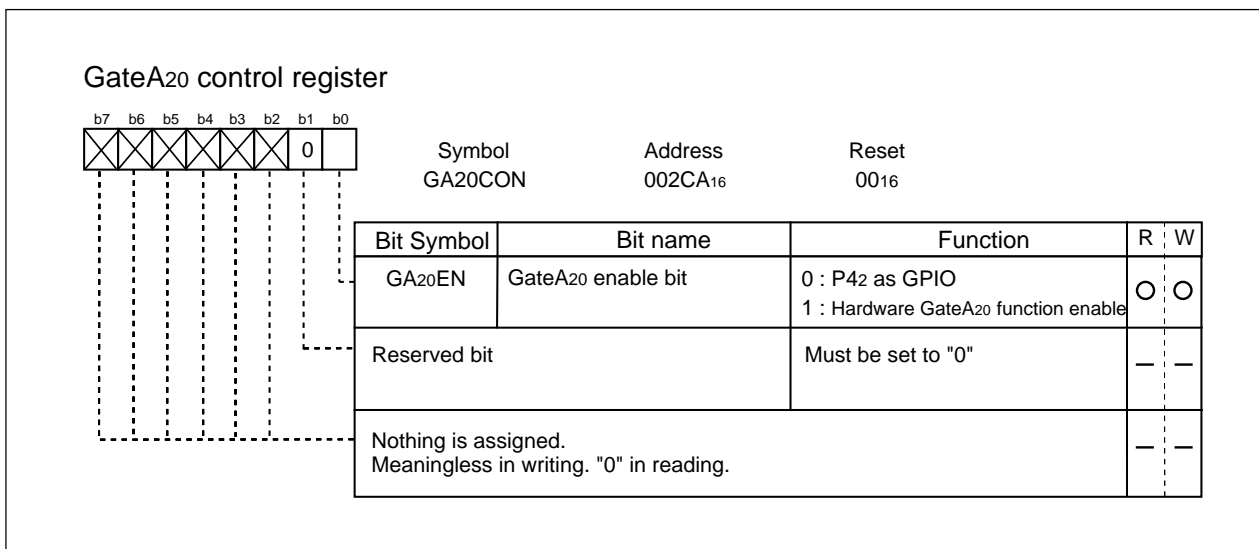 GateA20 control register
b7 b6 b5 b4 b3 b2 b1 b0
0
Symbol Address Reset
GA20CON 002CA16 0016
Bit Symbol Bit name Function R W
GA20EN GateA20 enable bit 0 : P42 as GPIO
1 : Hardware GateA20 function enable
O O
Reserved bit Must be set to "0"
– –
Nothing is assigned.
Meaningless in writing. "0" in reading.
– –